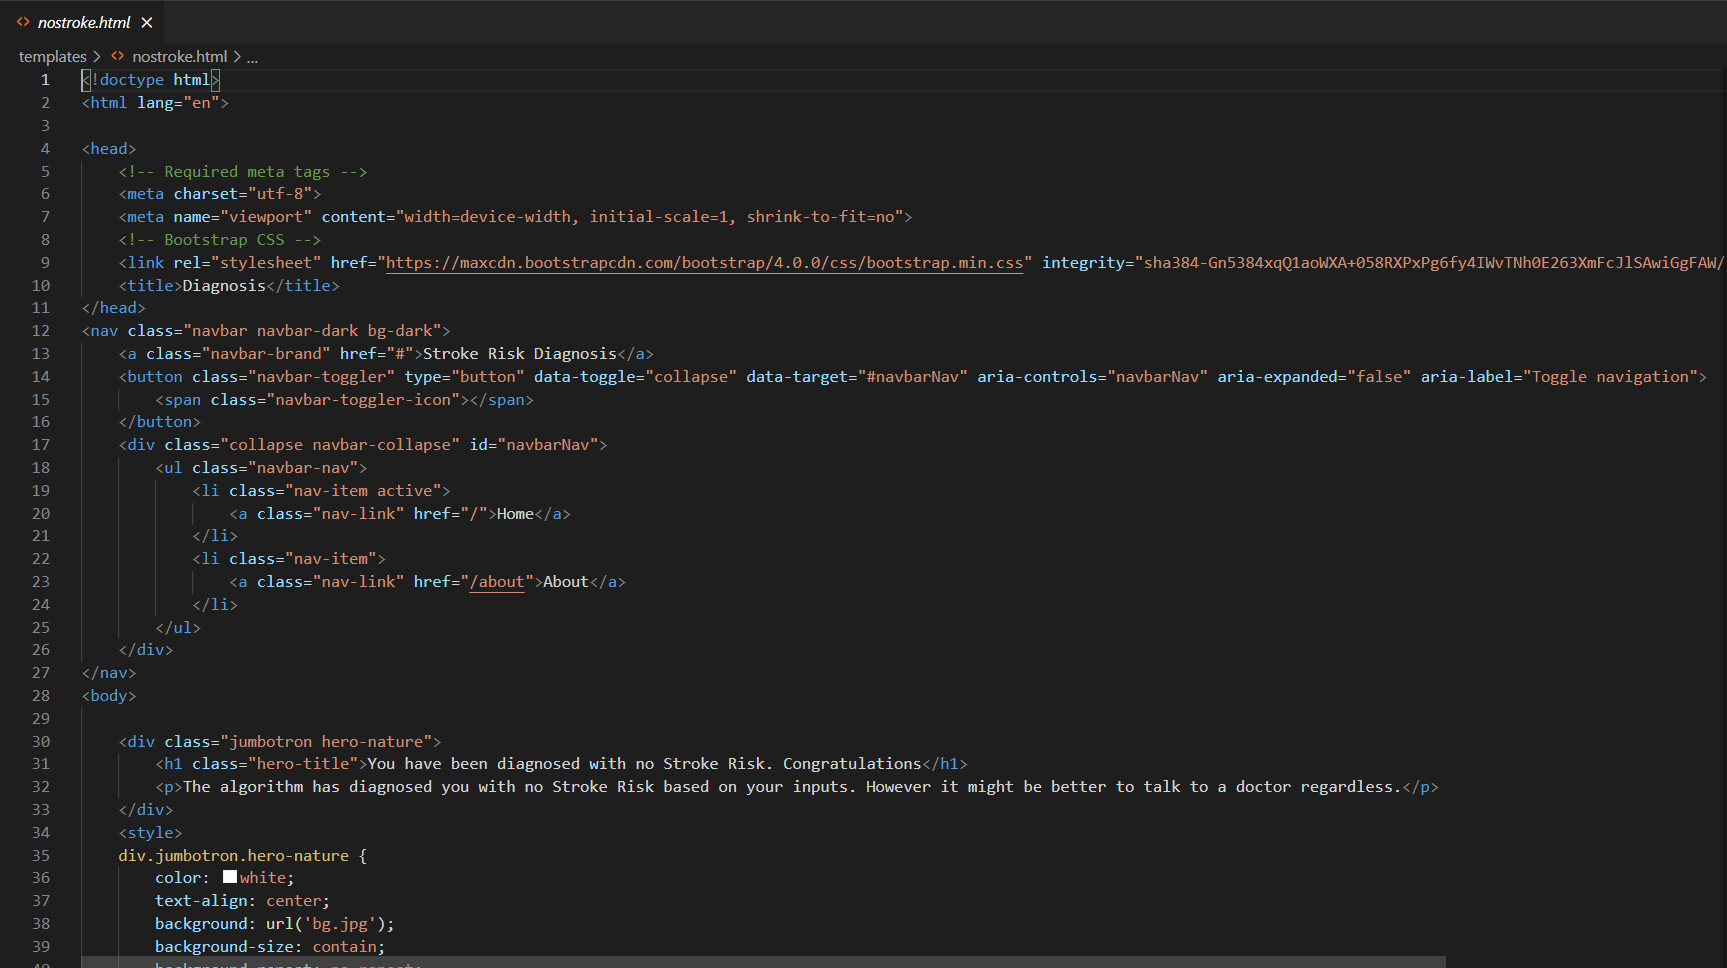 nostroke.html
templates > nostroke.html > ...
1 <!doctype html>
2 <html lang="en">
3
4 <head>
5 <!-- Required meta tags -->
6 <meta charset="utf-8">
7 <meta name="viewport" content="width=device-width, initial-scale=1, shrink-to-fit=no">
8 <!-- Bootstrap CSS -->
9 <link rel="stylesheet" href="https://maxcdn.bootstrapcdn.com/bootstrap/4.0.0/css/bootstrap.min.css" integrity="sha384-Gn5384xqQ1aoWXA+058RXPxPg6fy4IWvTNh0E263XmFcJlSAwiGgFAW/
10 <title>Diagnosis</title>
11 </head>
12 <nav class="navbar navbar-dark bg-dark">
13 <a class="navbar-brand" href="#">Stroke Risk Diagnosis</a>
14 <button class="navbar-toggler" type="button" data-toggle="collapse" data-target="#navbarNav" aria-controls="navbarNav" aria-expanded="false" aria-label="Toggle navigation">
15 <span class="navbar-toggler-icon"></span>
16 </button>
17 <div class="collapse navbar-collapse" id="navbarNav">
18 <ul class="navbar-nav">
19 <li class="nav-item active">
20 <a class="nav-link" href="/">Home</a>
21 </li>
22 <li class="nav-item">
23 <a class="nav-link" href="/about">About</a>
24 </li>
25 </ul>
26 </div>
27 </nav>
28 <body>
29
30 <div class="jumbotron hero-nature">
31 <h1 class="hero-title">You have been diagnosed with no Stroke Risk. Congratulations</h1>
32 <p>The algorithm has diagnosed you with no Stroke Risk based on your inputs. However it might be better to talk to a doctor regardless.</p>
33 </div>
34 <style>
35 div.jumbotron.hero-nature {
36 color: white;
37 text-align: center;
38 background: url('bg.jpg');
39 background-size: contain;